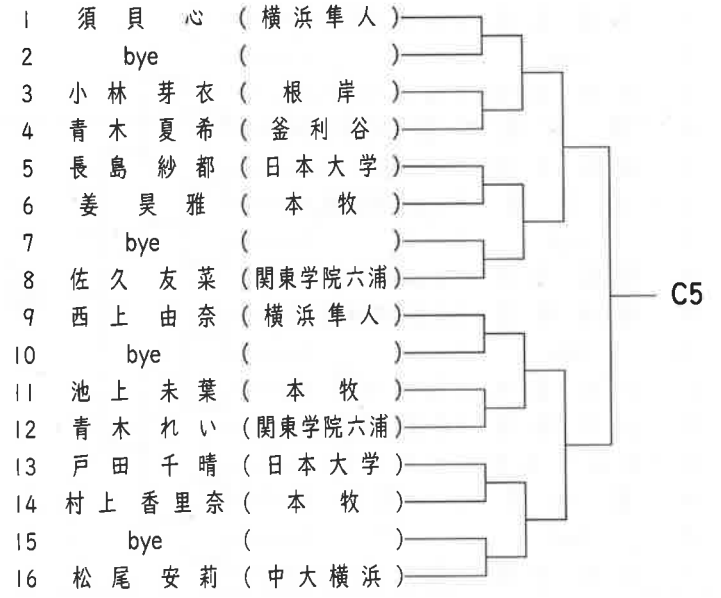 1 須貝 心 (横浜隼人)
2 bye ( )
3 小林 芽衣 (根岸)
4 青木 夏希 (釜利谷)
5 長島 紗都 (日本大学)
6 姜 昊雅 (本牧)
7 bye ( )
8 佐久 友菜 (関東学院六浦)
9 西上 由奈 (横浜隼人)
10 bye ( )
11 池上 未葉 (本牧)
12 青木 れい (関東学院六浦)
13 戸田 千晴 (日本大学)
14 村上 香里奈 (本牧)
15 bye ( )
16 松尾 安莉 (中大横浜)
C5